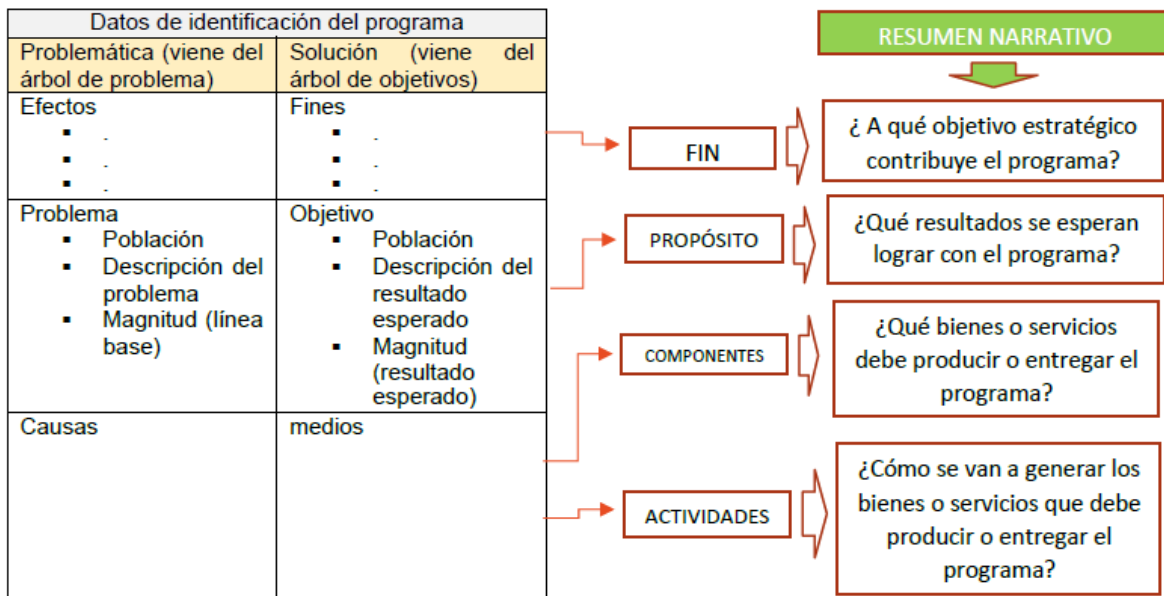 Datos de identificación del programa
Problemática (viene del
árbol de problema)
Solución (viene del
árbol de objetivos)
Efectos
▪ .
▪ .
▪ .
Fines
▪ .
▪ .
▪ .
Problema
▪ Población
▪ Descripción del
problema
▪ Magnitud (línea
base)
Objetivo
▪ Población
▪ Descripción del
resultado
esperado
▪ Magnitud
(resultado
esperado)
Causas
medios
RESUMEN NARRATIVO
FIN
¿ A qué objetivo estratégico
contribuye el programa?
PROPÓSITO
¿Qué resultados se esperan
lograr con el programa?
COMPONENTES
¿Qué bienes o servicios
debe producir o entregar el
programa?
ACTIVIDADES
¿Cómo se van a generar los
bienes o servicios que debe
producir o entregar el
programa?